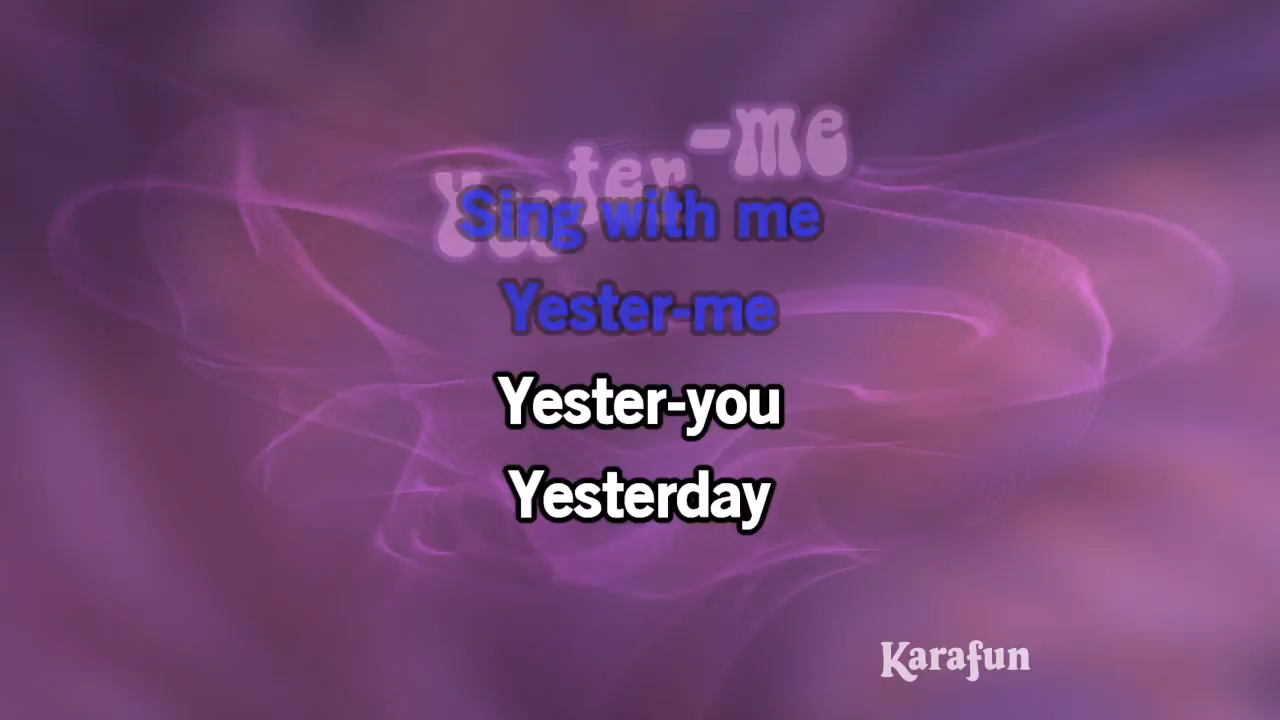 Yester-me
Sing with me
Yester-me
Yester-you
Yesterday
Karafun